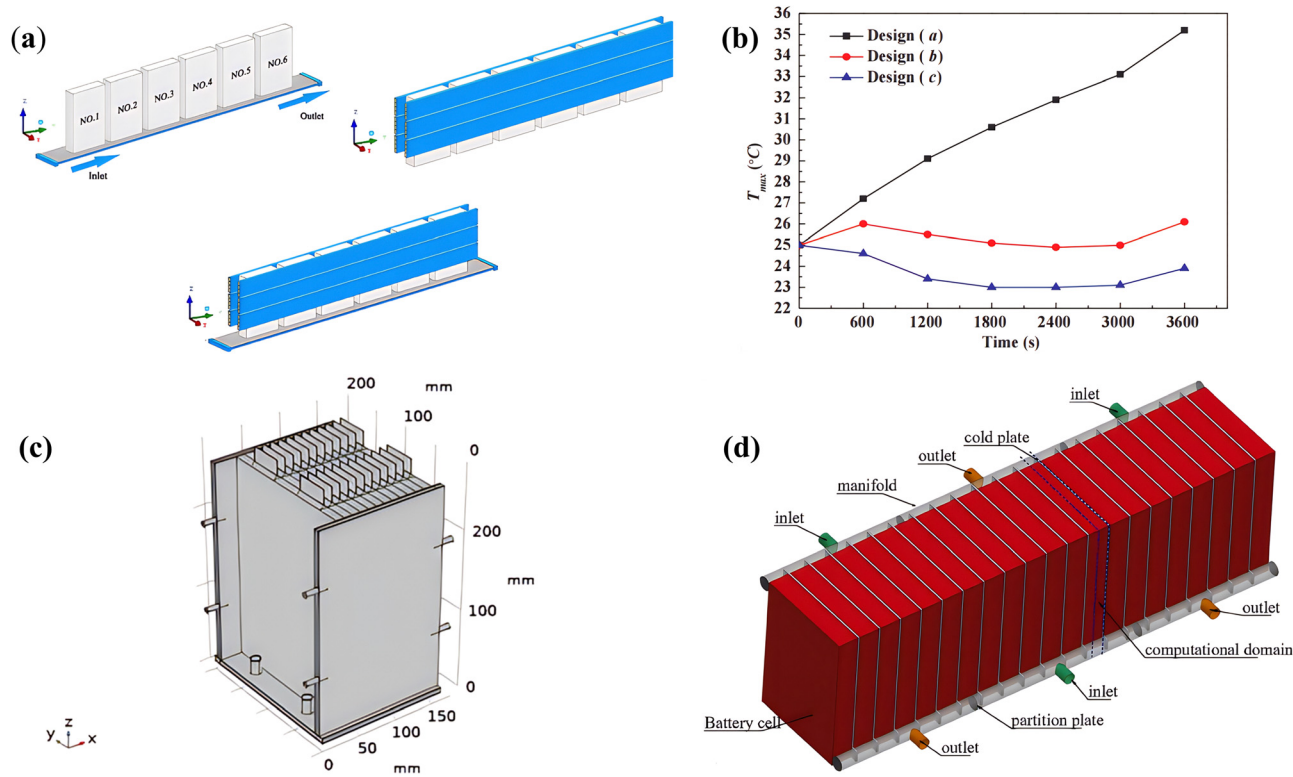 (a)
NO.1
NO.2
NO.3
NO.4
NO.5
NO.6
Outlet
Inlet
z
z
z
(b)
Design (a)
Design (b)
Design (c)
T_max (°C)
36
35
34
33
32
31
30
29
28
27
26
25
24
23
22
0 600 1200 1800 2400 3000 3600
Time (s)
(c)
200 mm
100
0
200
mm
100
0
150
100
50
0
mm
z
y
x
(d)
inlet
cold plate
outlet
manifold
inlet
outlet
computational domain
inlet
Battery cell
partition plate
outlet